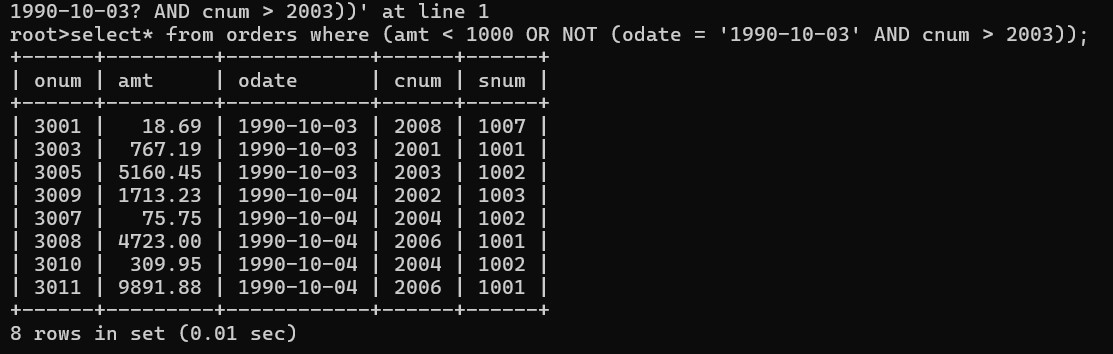 1990-10-03? AND cnum > 2003))' at line 1
root>select* from orders where (amt < 1000 OR NOT (odate = '1990-10-03' AND cnum > 2003));
+------+---------+------------+------+------+
| onum | amt     | odate      | cnum | snum |
+------+---------+------------+------+------+
| 3001 |   18.69 | 1990-10-03 | 2008 | 1007 |
| 3003 |  767.19 | 1990-10-03 | 2001 | 1001 |
| 3005 | 5160.45 | 1990-10-03 | 2003 | 1002 |
| 3009 | 1713.23 | 1990-10-04 | 2002 | 1003 |
| 3007 |   75.75 | 1990-10-04 | 2004 | 1002 |
| 3008 | 4723.00 | 1990-10-04 | 2006 | 1001 |
| 3010 |  309.95 | 1990-10-04 | 2004 | 1002 |
| 3011 | 9891.88 | 1990-10-04 | 2006 | 1001 |
+------+---------+------------+------+------+
8 rows in set (0.01 sec)